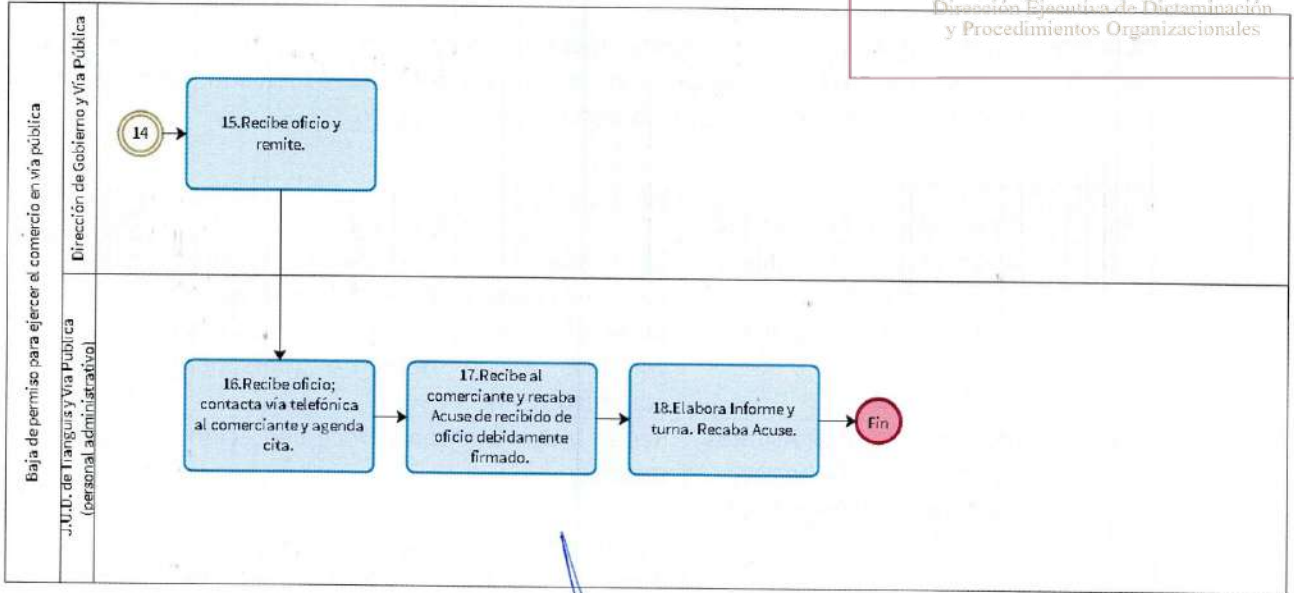 Dirección Ejecutiva de Dictaminación
y Procedimientos Organizacionales
Baja de permiso para ejercer el comercio en vía pública
Dirección de Gobierno y Vía Pública
14
15.Recibe oficio y
remite.
J.U.D. de Tianguis y Vía Pública
(personal administrativo)
16.Recibe oficio;
contacta vía telefónica
al comerciante y agenda
cita.
17.Recibe al
comerciante y recaba
Acuse de recibido de
oficio debidamente
firmado.
18.Elabora Informe y
turna. Recaba Acuse.
Fin